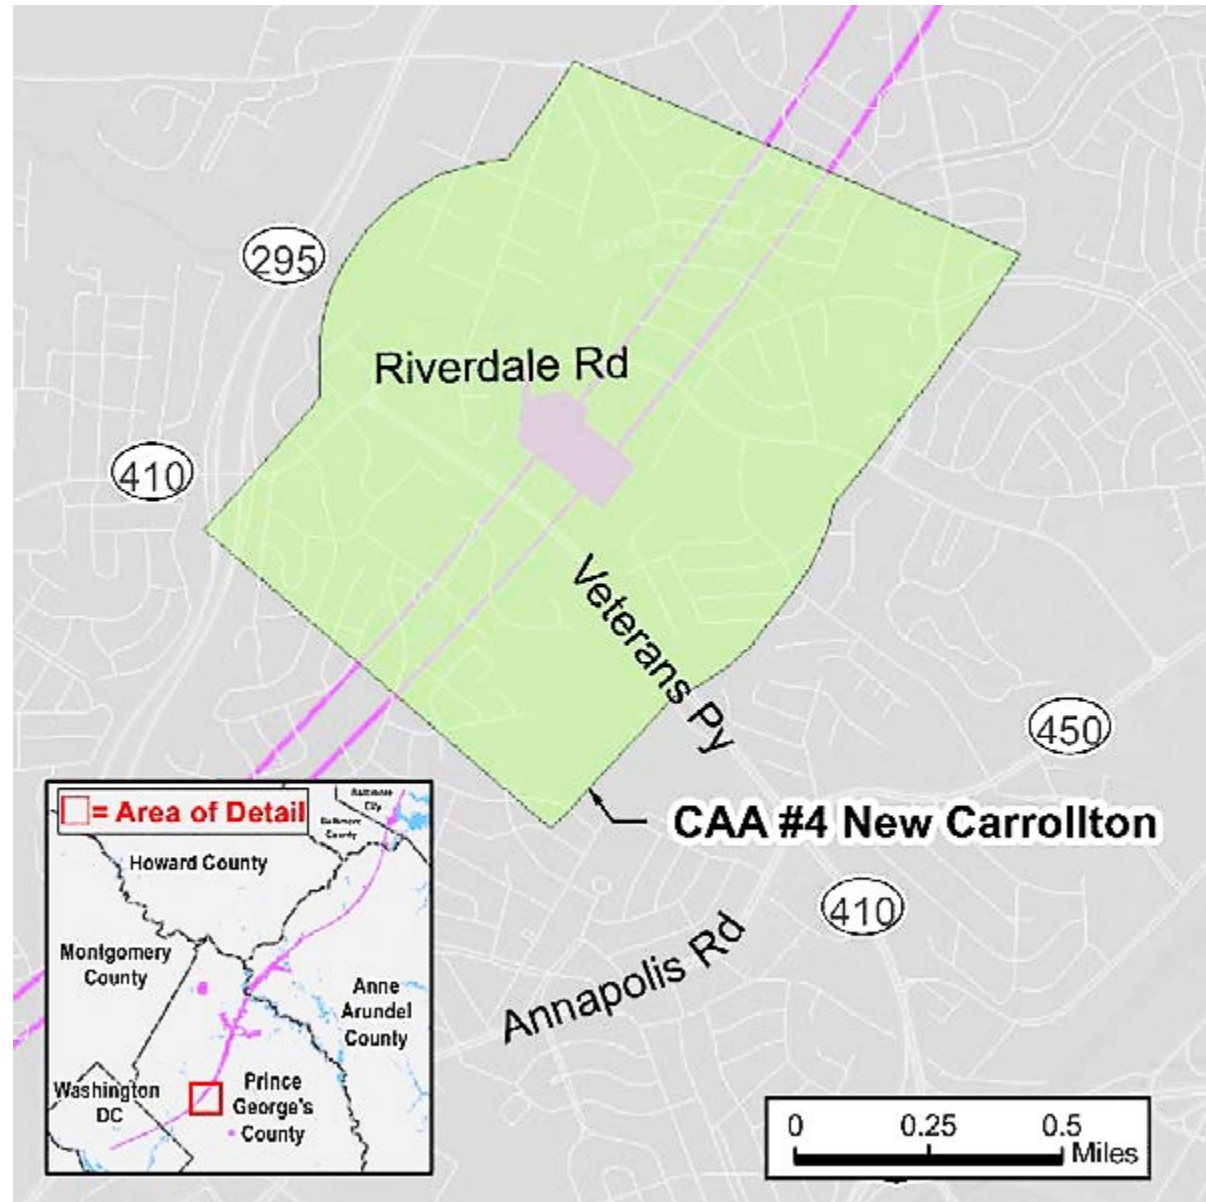 295
Riverdale Rd
410
Veterans Py
450
CAA #4 New Carrollton
410
Annapolis Rd
= Area of Detail
Baltimore
City
Baltimore
County
Howard County
Montgomery
County
Anne
Arundel
County
Washington
DC
Prince
George's
County
0 0.25 0.5
Miles